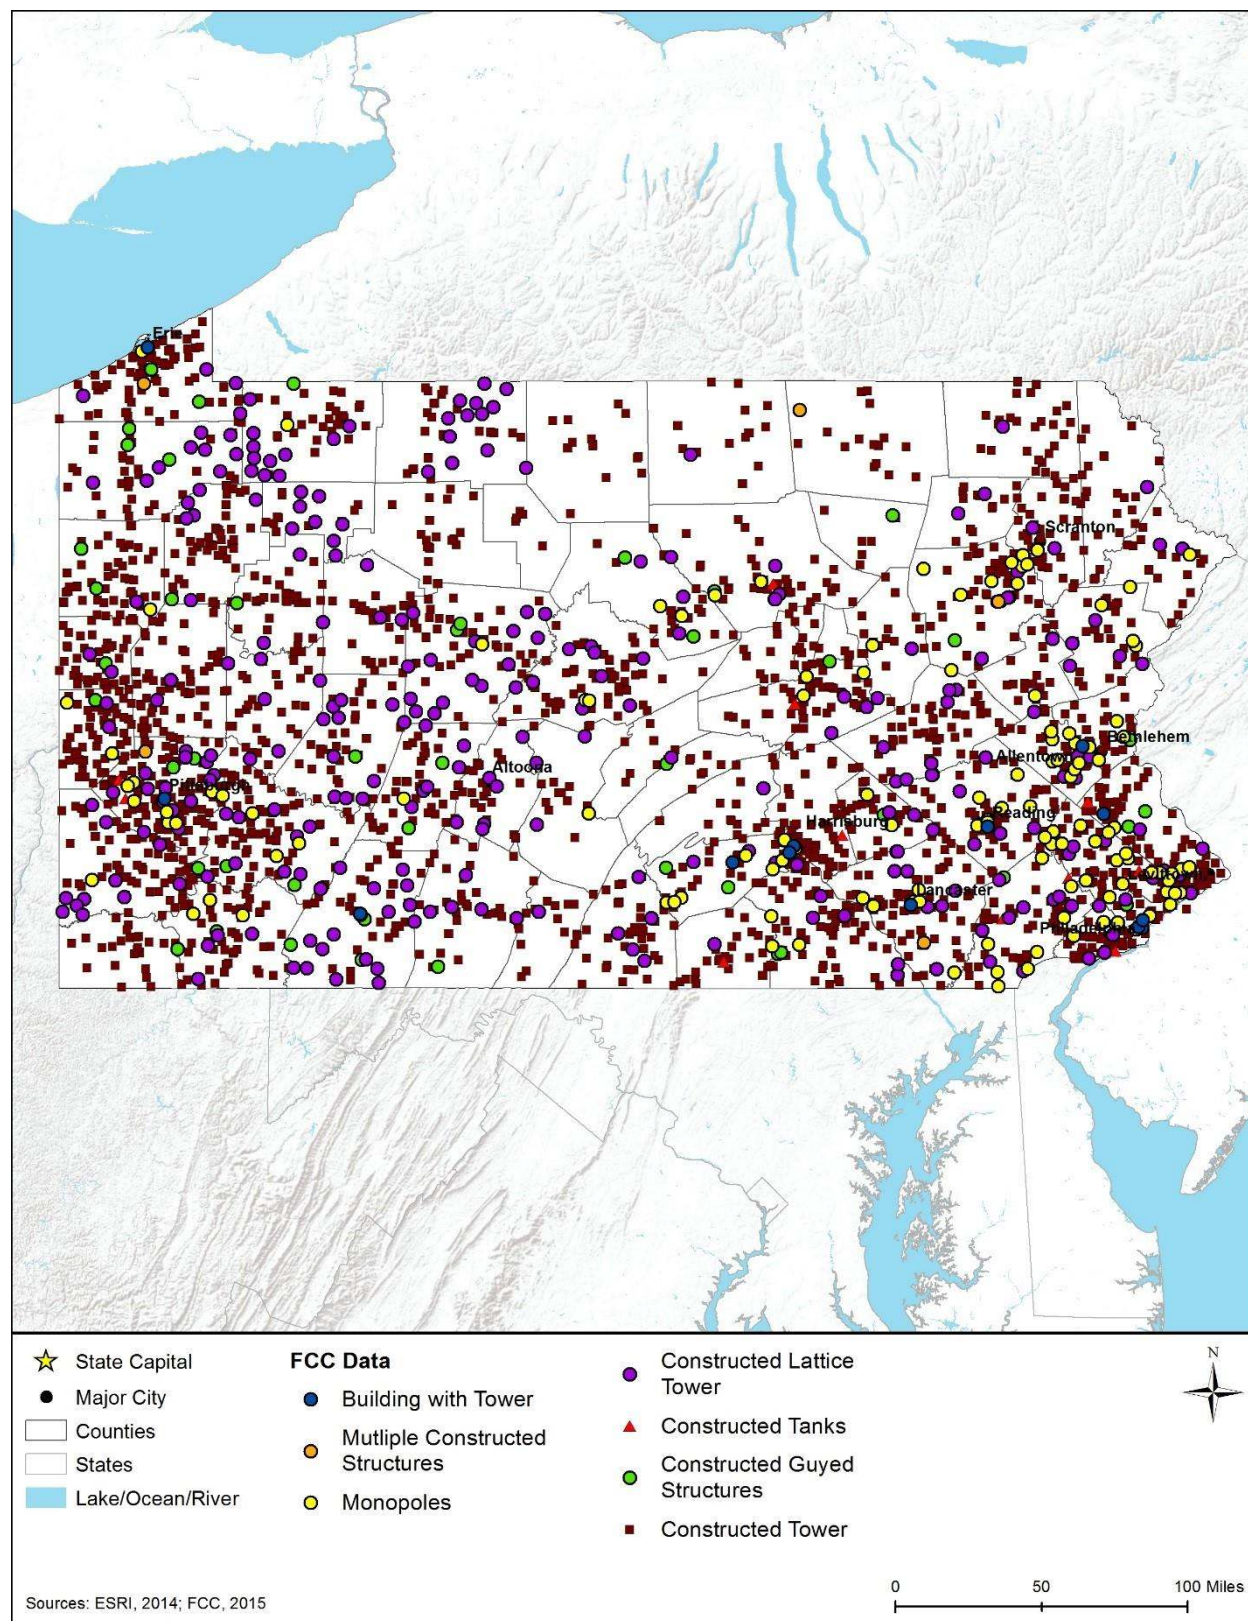 Erie
Scranton
Bethlehem
Allentown
Altoona
Pittsburgh
Harrisburg
Reading
Lancaster
Philadelphia
State Capital
Major City
Counties
States
Lake/Ocean/River
FCC Data
Building with Tower
Mutliple Constructed
Structures
Monopoles
Constructed Lattice
Tower
Constructed Tanks
Constructed Guyed
Structures
Constructed Tower
N
Sources: ESRI, 2014; FCC, 2015
0 50 100 Miles